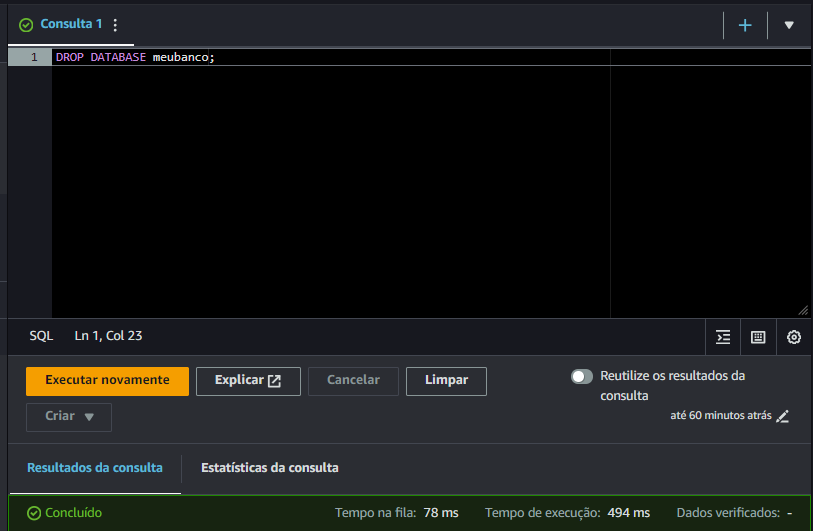 Consulta 1
1 DROP DATABASE meubanco;
SQL Ln 1, Col 23
Executar novamente Explicar Cancelar Limpar Reutilize os resultados da
consulta
Criar até 60 minutos atrás
Resultados da consulta Estatísticas da consulta
Concluído Tempo na fila: 78 ms Tempo de execução: 494 ms Dados verificados: -